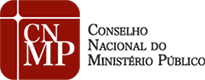 CN
MP
Conselho
Nacional do
Ministério Público